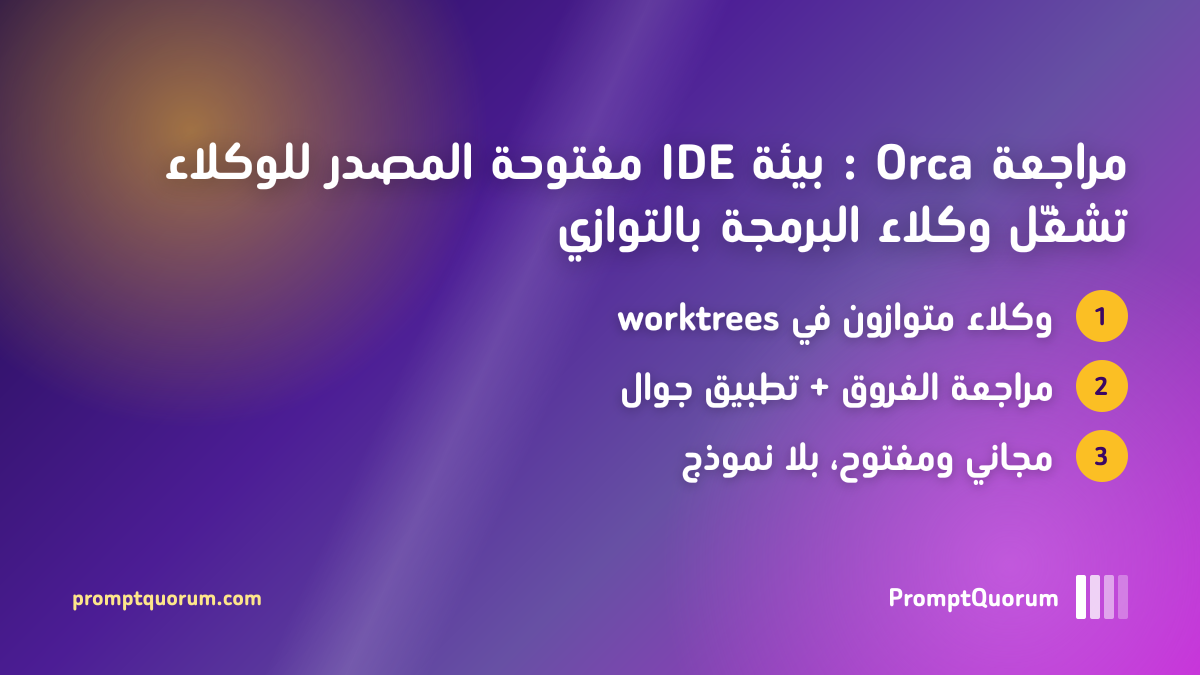 مراجعة Orca : بيئة IDE مفتوحة المصدر للوكلاء
تشغّل وكلاء البرمجة بالتوازي
1 وكلاء متوازون في worktrees
2 مراجعة الفروق + تطبيق جوال
3 مجاني ومفتوح، بلا نموذج
PromptQuorum
promptquorum.com